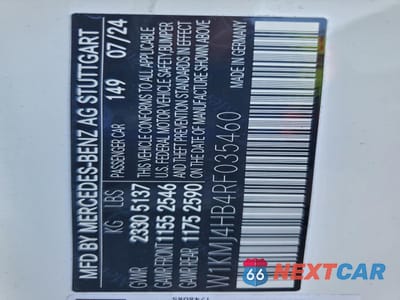 MFD BY MERCEDES-BENZ AG STUTTGART
PASSENGER CAR 149 07/24
KG LBS
GVWR 2330 5137
GAWR FRONT 1155 2546
GAWR REAR 1175 2590
THIS VEHICLE CONFORMS TO ALL APPLICABLE
U.S. FEDERAL MOTOR VEHICLE SAFETY,BUMPER
AND THEFT PREVENTION STANDARDS IN EFFECT
ON THE DATE OF MANUFACTURE SHOWN ABOVE
W1KMJ4HB4RF035460
MADE IN GERMANY
66
NEXTCAR